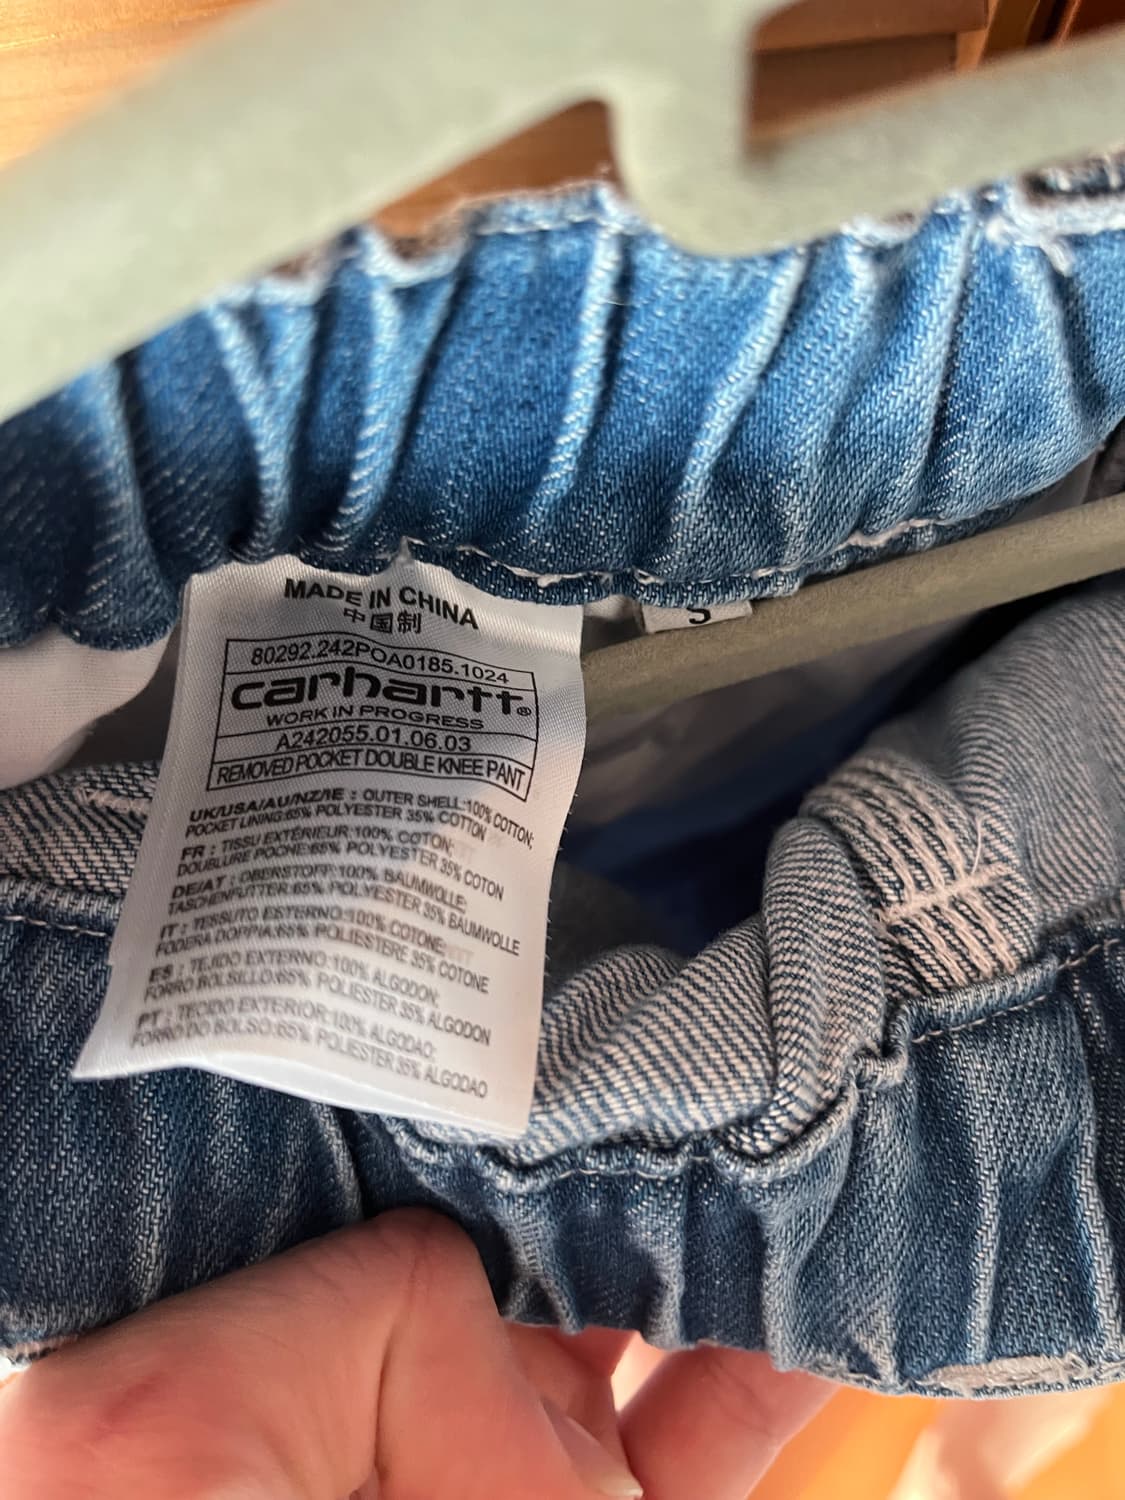 MADE IN CHINA
中国制
80292.242POA0185.1024
carhartt®
WORK IN PROGRESS
A242055.01.06.03
REMOVED POCKET DOUBLE KNEE PANT
UK/USA/AU/NZ/IE : OUTER SHELL:100% COTTON;
POCKET LINING:65% POLYESTER 35% COTTON
FR : TISSU EXTÉRIEUR:100% COTON;
DOUBLURE POCHE:65% POLYESTER 35% COTON
DE/AT : OBERSTOFF:100% BAUMWOLLE;
TASCHENFUTTER:65% POLYESTER 35% BAUMWOLLE
IT : TESSUTO ESTERNO:100% COTONE;
FODERA DOPPIA:65% POLIESTERE 35% COTONE
ES : TEJIDO EXTERNO:100% ALGODON;
FORRO BOLSILLO:65% POLIESTER 35% ALGODON
PT : TECIDO EXTERIOR:100% ALGODAO;
FORRO DO BOLSO:65% POLIESTER 35% ALGODAO
S